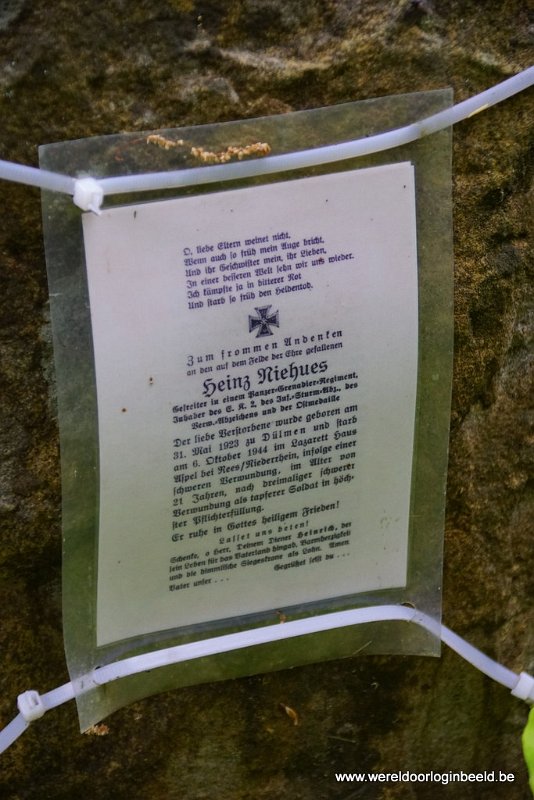 O, liebe Eltern weinet nicht,
Wenn auch so früh mein Auge bricht,
Und ihr Geschwister mein, ihr Lieben,
In einer besseren Welt sehn wir uns wieder.
Ich kämpfte ja in bitterer Not
Und starb so früh den Heldentod.
Zum frommen Andenken
an den auf dem Felde der Ehre gefallenen
Heinz Niehues
Gefreiter in einem Panzer-Grenadier-Regiment,
Inhaber des E. K. 2, des Inf.-Sturm-Abz., des
Verw.-Abzeichens und der Ostmedaille
Der liebe Verstorbene wurde geboren am
31. Mai 1923 zu Dülmen und starb
am 6. Oktober 1944 im Lazarett Haus
Aspel bei Rees/Niederrhein, infolge einer
schweren Verwundung, im Alter von
21 Jahren, nach dreimaliger schwerer
Verwundung als tapferer Soldat in höch-
ster Pflichterfüllung.
Er ruhe in Gottes heiligem Frieden!
Lasset uns beten!
Schenke, o Herr, Deinem Diener Heinrich, der
sein Leben für das Vaterland hingab, Barmherzigkeit
und die himmlische Siegeskrone als Lohn. Amen
Vater unser . . . Gegrüßet seist du . . .
www.wereldoorloginbeeld.be